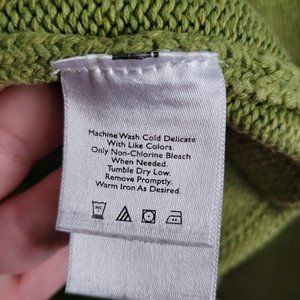 Machine Wash Cold Delicate
With Like Colors.
Only Non-Chlorine Bleach
When Needed.
Tumble Dry Low.
Remove Promptly.
Warm Iron As Desired.